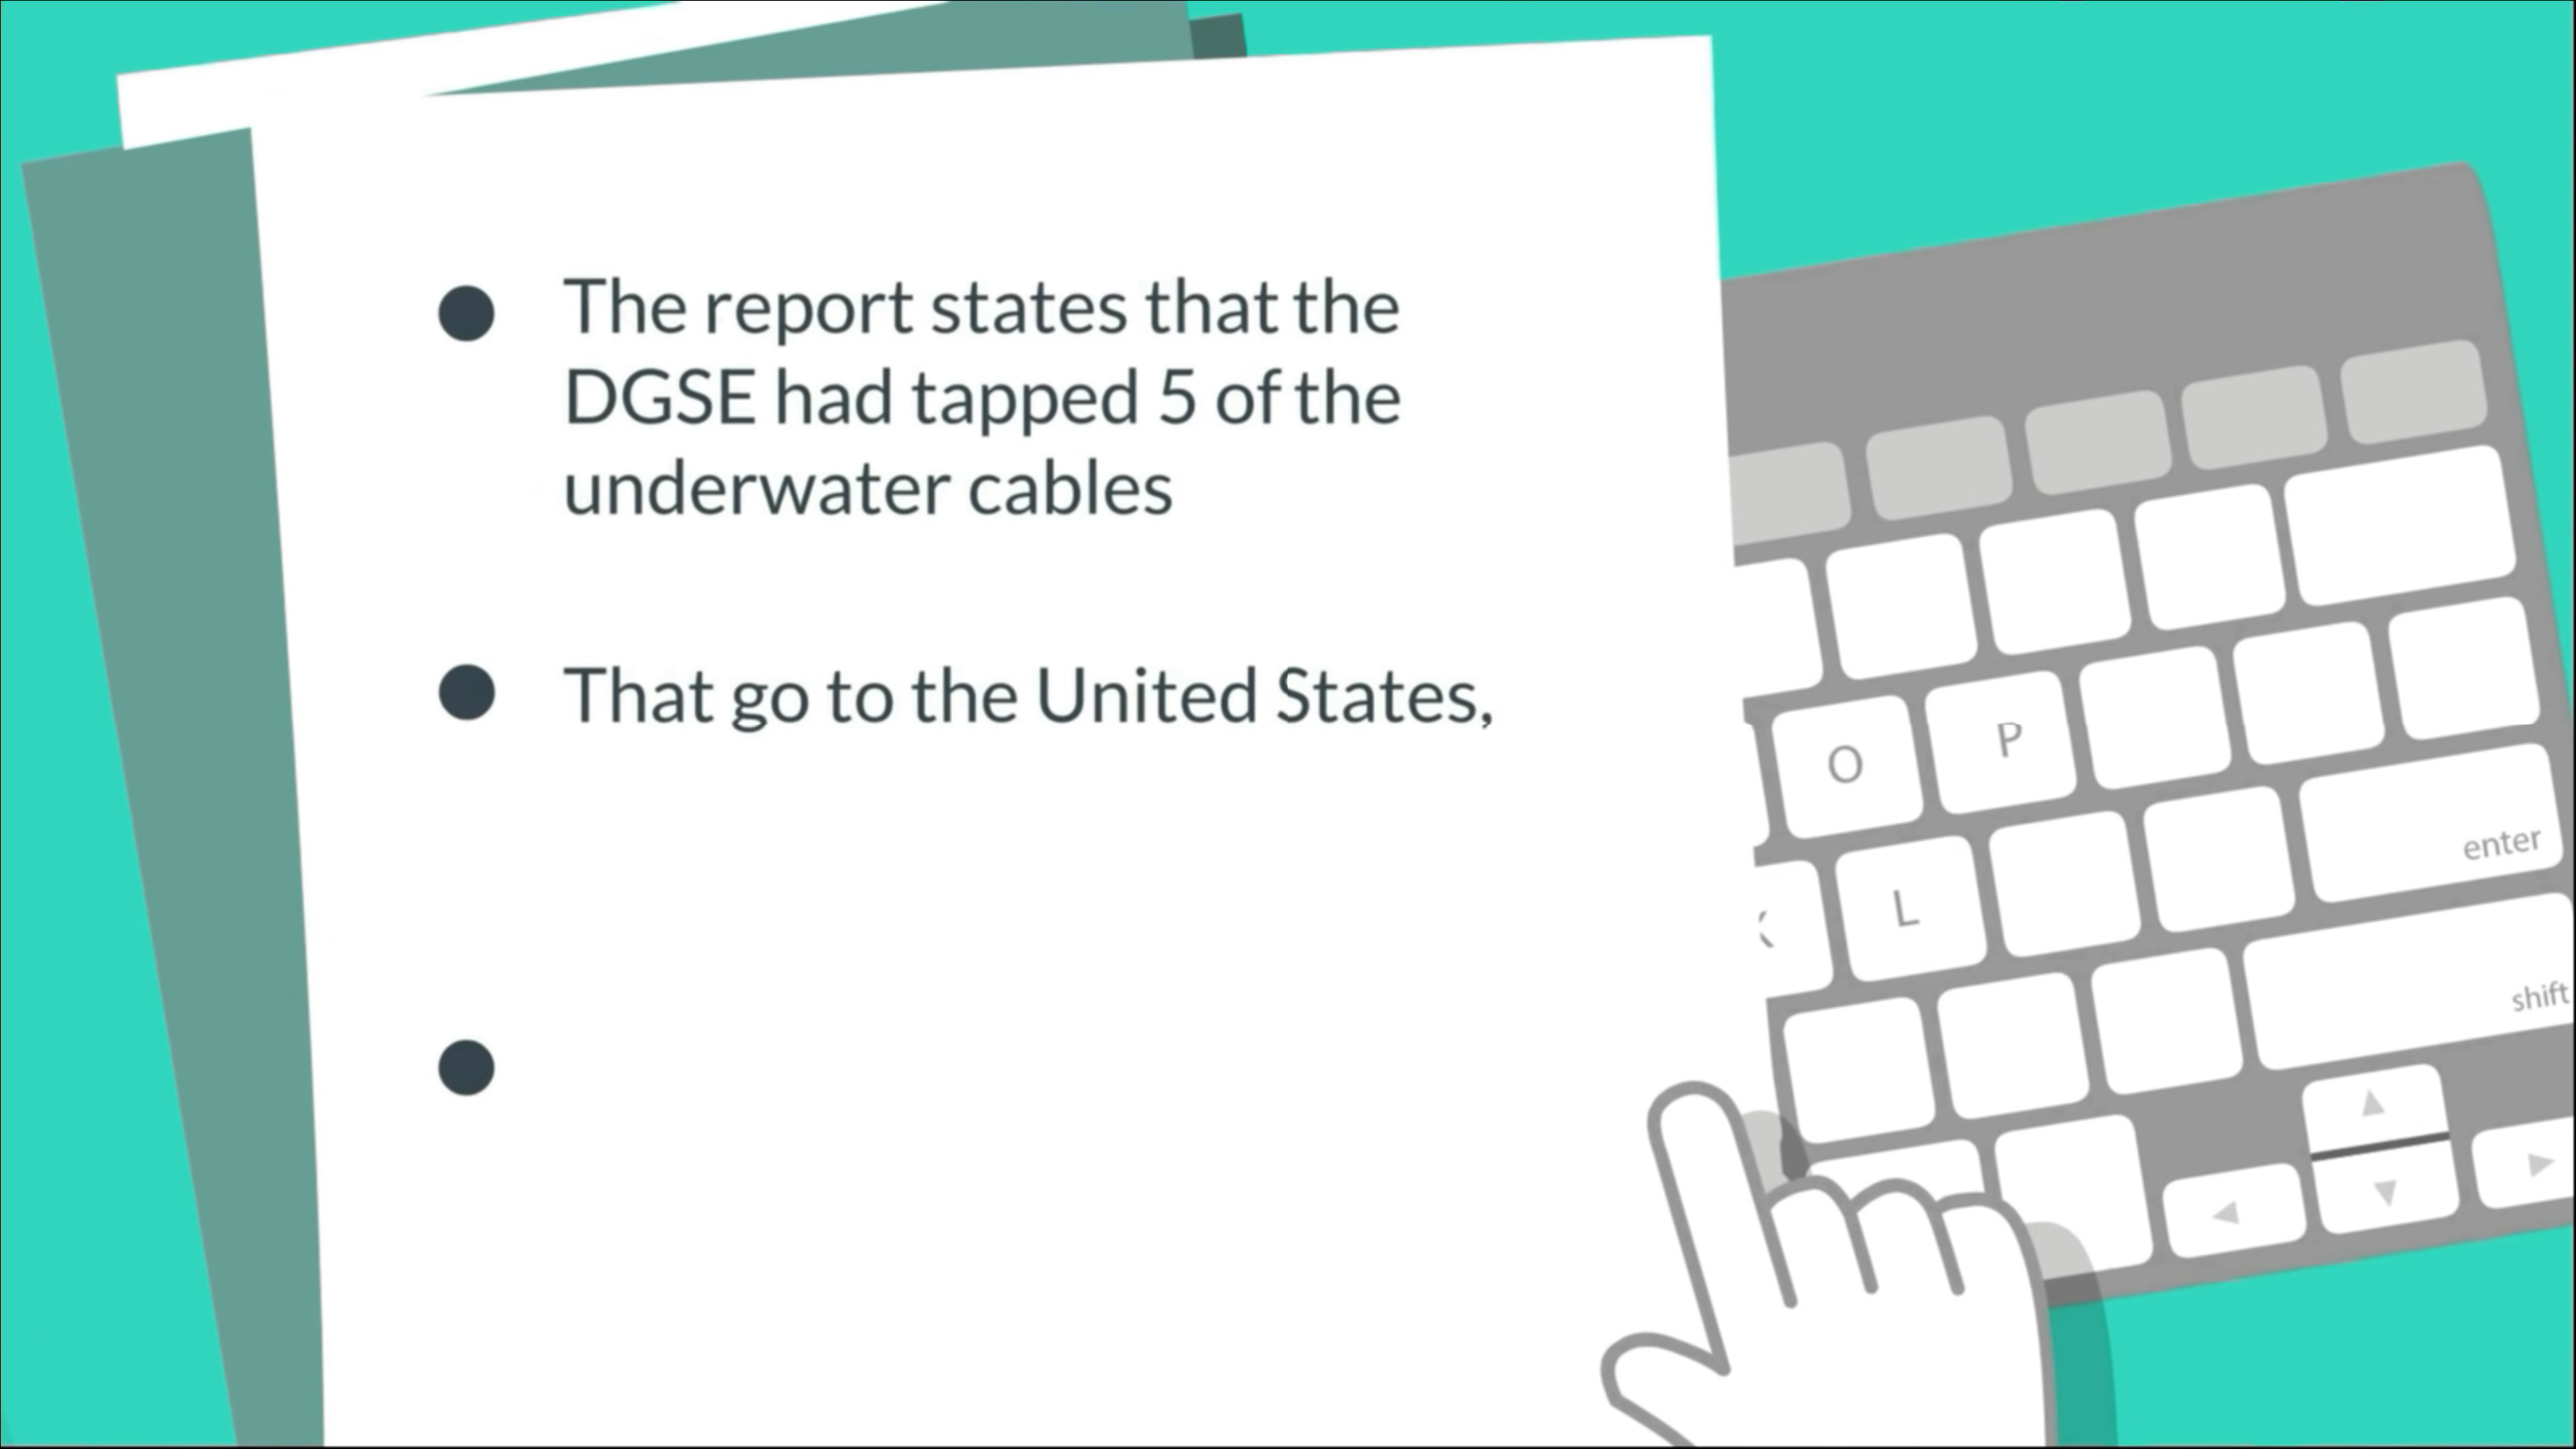 The report states that the
DGSE had tapped 5 of the
underwater cables
That go to the United States,
O
P
K
L
enter
shift